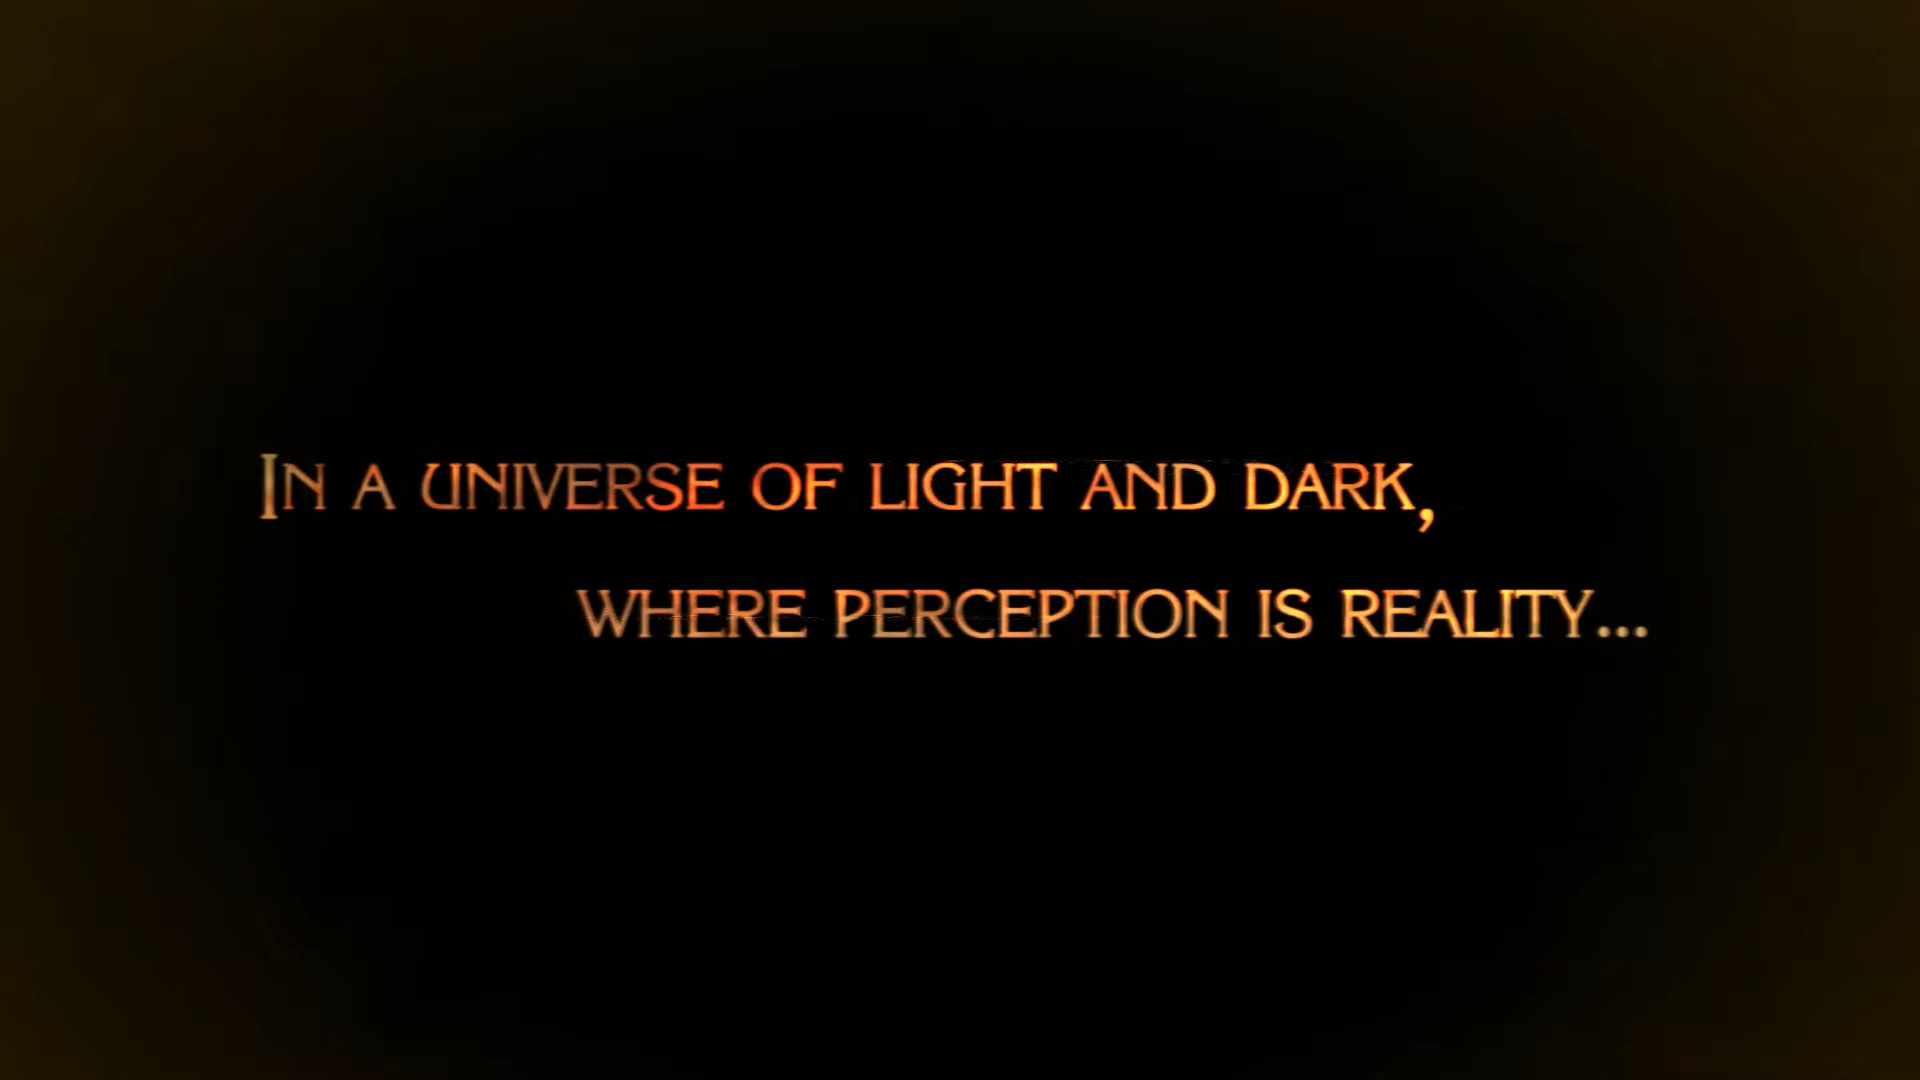 In a universe of light and dark,
where perception is reality...